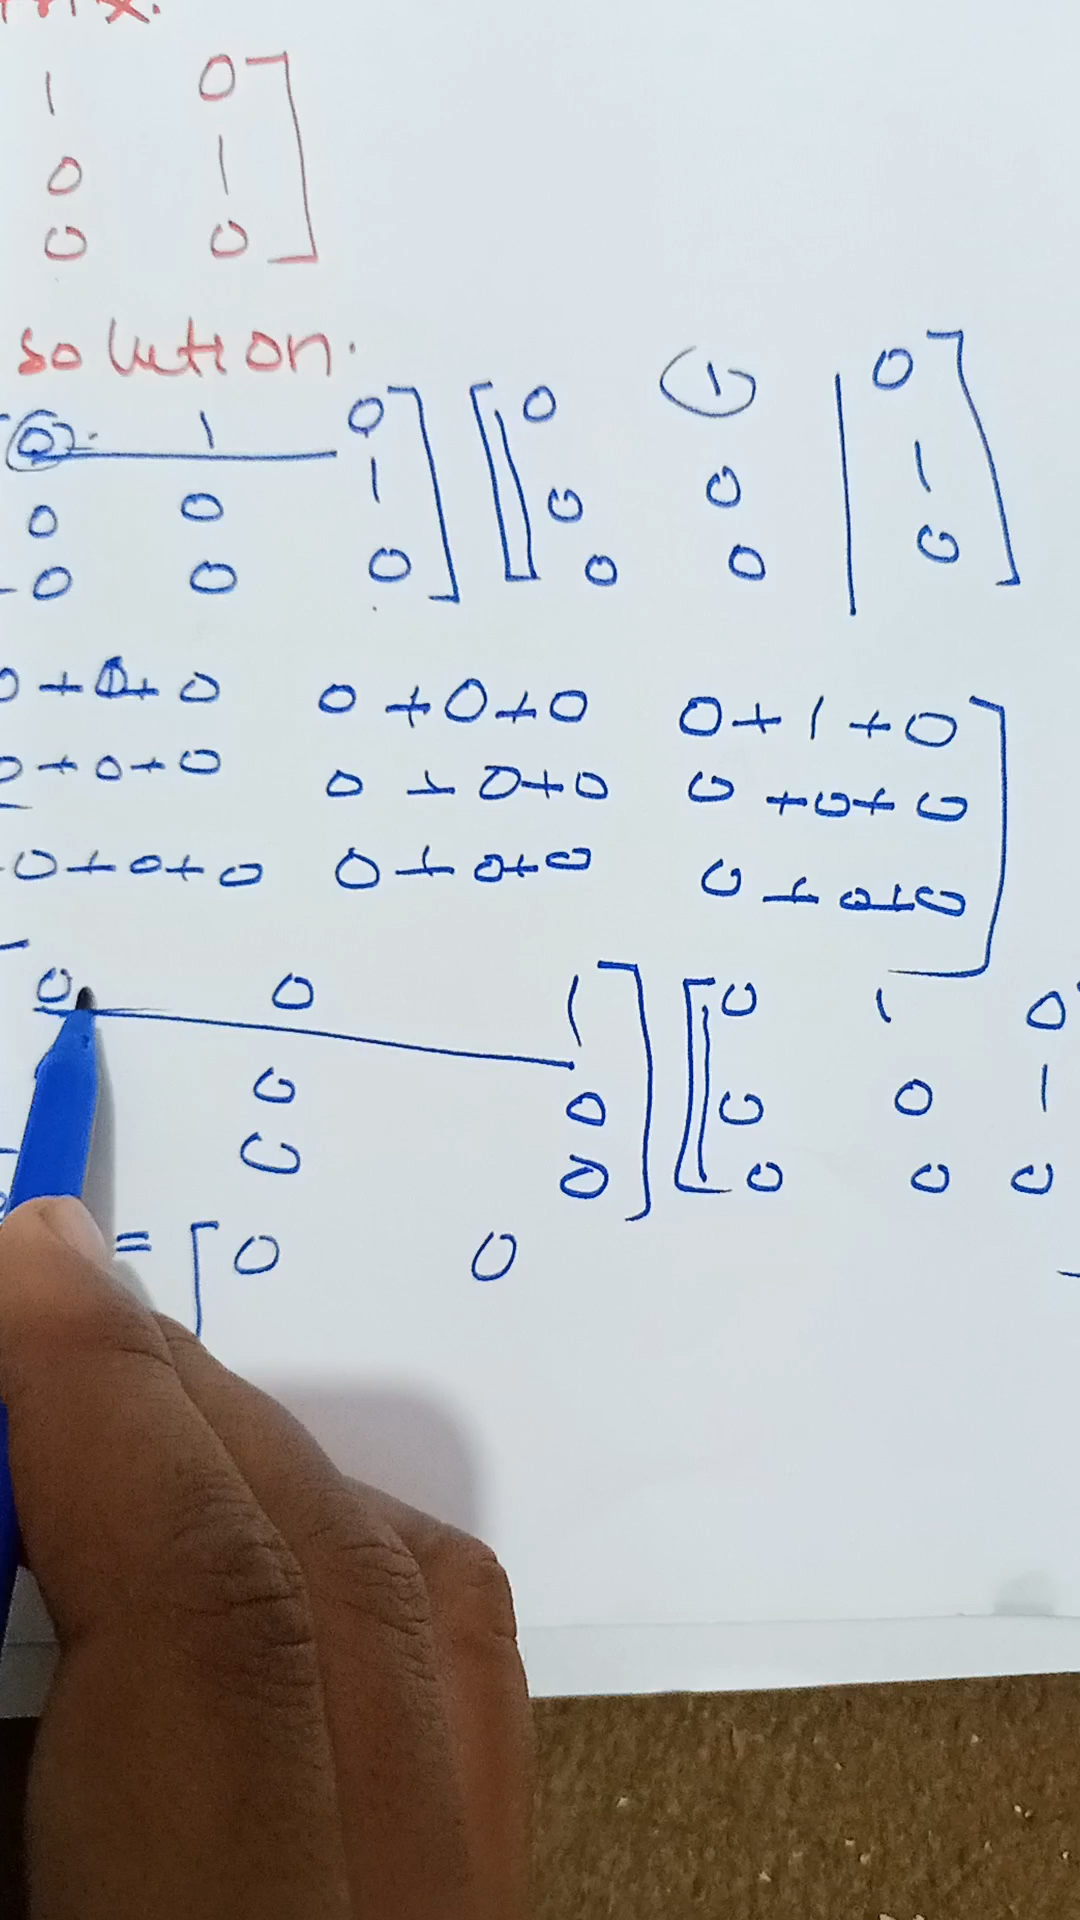 1 0
0 1
0 0
solution.
0 1 0 0 1 0
0 0 1 0 0 1
0 0 0 0 0 0
0+0+0 0+0+0 0+1+0
0+0+0 0+0+0 0+0+0
0+0+0 0+0+0 0+0+0
0 0 1 0 1 0
0 0 0 0 1
0 0 0 0 0
= [0 0